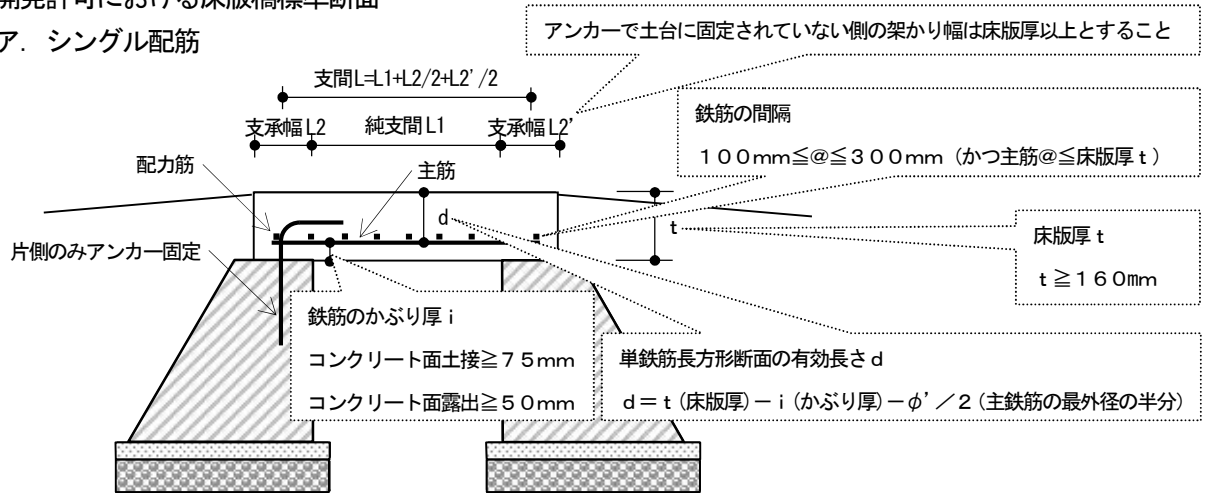 開発許可における床版橋標準断面
ア．シングル配筋
アンカーで土台に固定されていない側の架かり幅は床版厚以上とすること
支間L=L1+L2/2+L2'/2
支承幅L2
純支間L1
支承幅L2'
鉄筋の間隔
１００mm≦@≦３００mm（かつ主筋@≦床版厚ｔ）
配力筋
主筋
d
t
床版厚ｔ
ｔ≧１６０㎜
片側のみアンカー固定
鉄筋のかぶり厚ｉ
コンクリート面土接≧７５mm
コンクリート面露出≧５０mm
単鉄筋長方形断面の有効長さｄ
ｄ＝ｔ（床版厚）－ｉ（かぶり厚）－φ’／２（主鉄筋の最外径の半分）